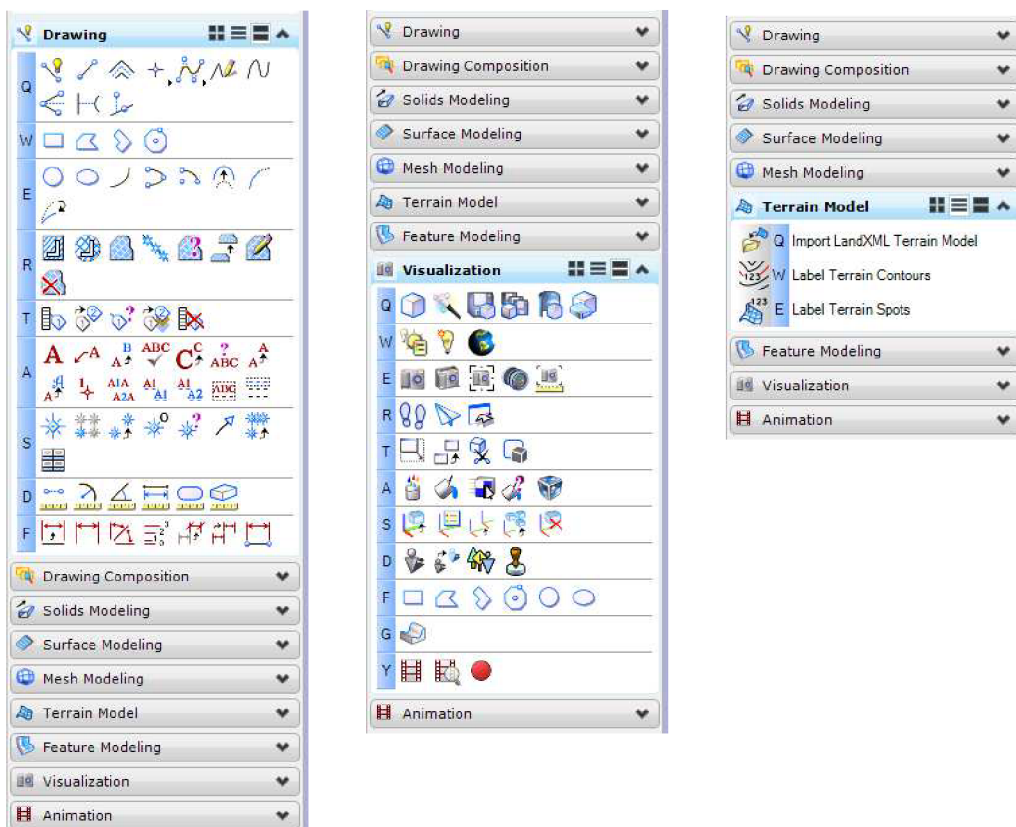 Drawing
Q
W
E
R
T
A
S
D
F
Drawing Composition
Solids Modeling
Surface Modeling
Mesh Modeling
Terrain Model
Feature Modeling
Visualization
Animation
Drawing
Drawing Composition
Solids Modeling
Surface Modeling
Mesh Modeling
Terrain Model
Feature Modeling
Visualization
Q
W
E
R
T
A
S
D
F
G
Y
Animation
Drawing
Drawing Composition
Solids Modeling
Surface Modeling
Mesh Modeling
Terrain Model
Q Import LandXML Terrain Model
123 W Label Terrain Contours
123 E Label Terrain Spots
Feature Modeling
Visualization
Animation